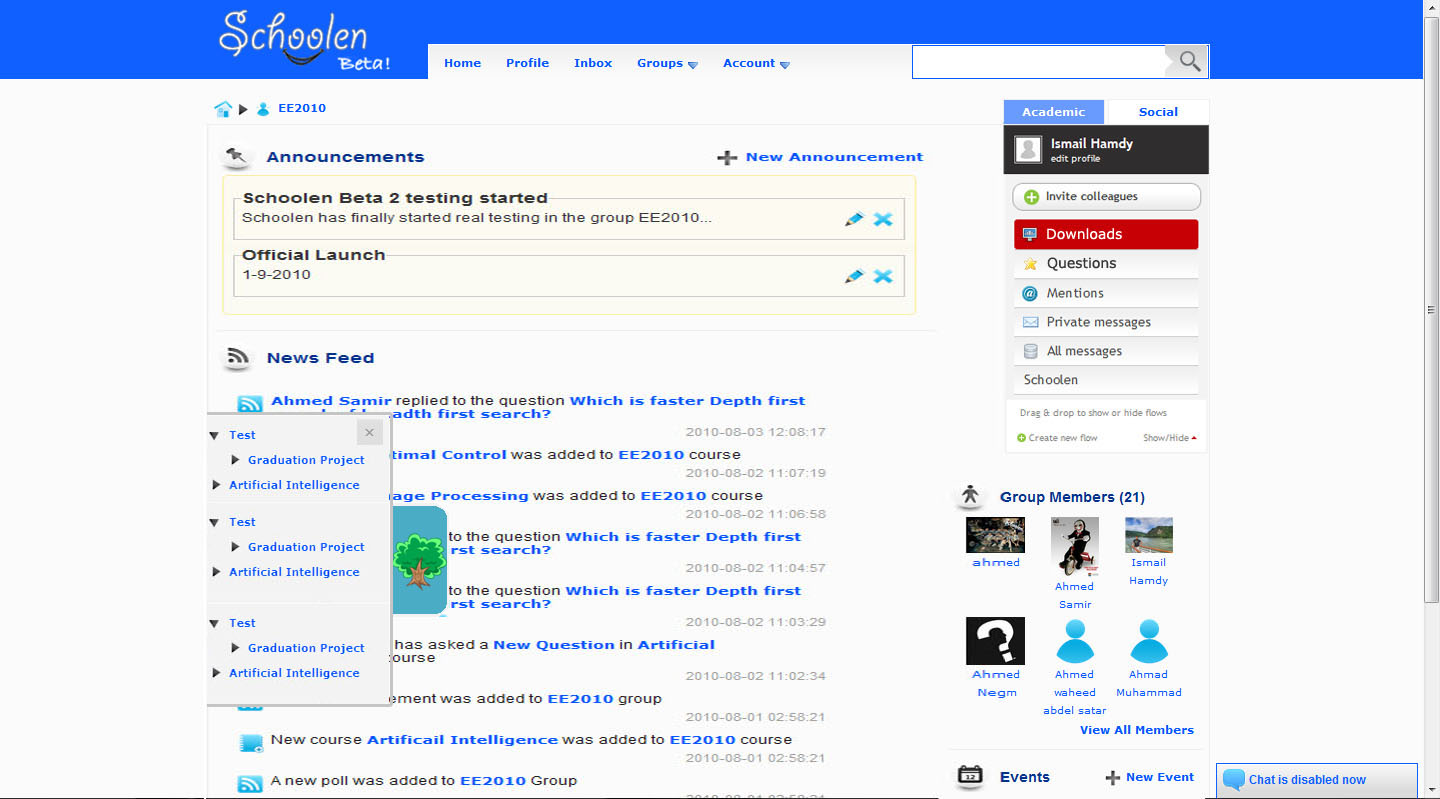 Schoolen
Beta!
Home Profile Inbox Groups Account
EE2010
Academic Social
Ismail Hamdy
edit profile
Announcements
New Announcement
Schoolen Beta 2 testing started
Schoolen has finally started real testing in the group EE2010...
Official Launch
1-9-2010
Invite colleagues
Downloads
Questions
Mentions
Private messages
All messages
Schoolen
Drag & drop to show or hide flows
Create new flow Show/Hide
News Feed
Ahmed Samir replied to the question Which is faster Depth first
adth first search?
2010-08-03 12:08:17
timal Control was added to EE2010 course
2010-08-02 11:07:19
age Processing was added to EE2010 course
2010-08-02 11:06:58
to the question Which is faster Depth first
rst search?
2010-08-02 11:04:57
to the question Which is faster Depth first
rst search?
2010-08-02 11:03:29
has asked a New Question in Artificial
ourse
2010-08-02 11:02:34
ement was added to EE2010 group
2010-08-01 02:58:21
New course Artificail Intelligence was added to EE2010 course
2010-08-01 02:58:21
A new poll was added to EE2010 Group
Test
Graduation Project
Artificial Intelligence
Test
Graduation Project
Artificial Intelligence
Test
Graduation Project
Artificial Intelligence
Group Members (21)
ahmed
Ahmed
Samir
Ismail
Hamdy
Ahmed
Negm
Ahmed
waheed
abdel satar
Ahmad
Muhammad
View All Members
12
Events
New Event
Chat is disabled now